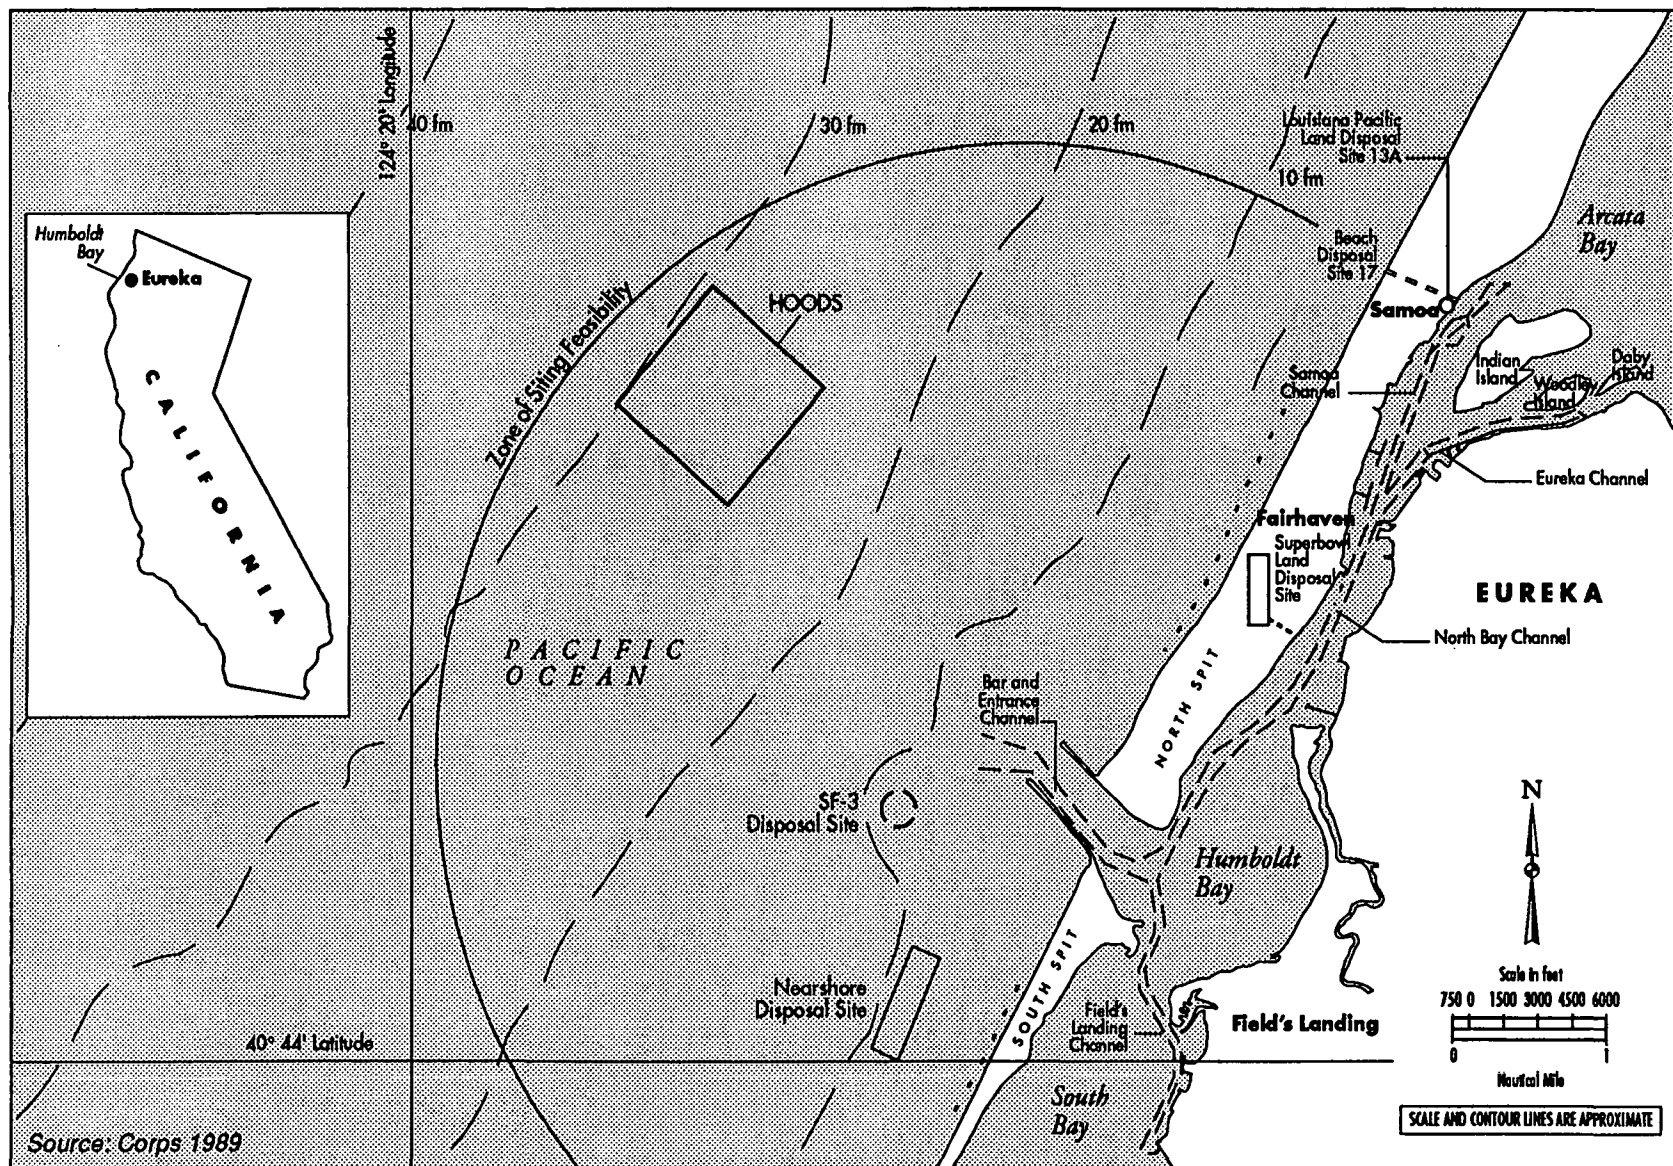 124° 20' Longitude
40 fm
30 fm
20 fm
10 fm
Louisiana Pacific
Land Disposal
Site 13A
Arcata
Bay
Humboldt
Bay
Eureka
CALIFORNIA
Zone of Siting Feasibility
HOODS
Beach
Disposal
Site 17
Samoa
Samoa
Channel
Indian
Island
Woodley
Island
Daby
Island
Eureka Channel
Fairhaven
Superbowl
Land
Disposal
Site
EUREKA
North Bay Channel
PACIFIC
OCEAN
Bar and
Entrance
Channel
NORTH SPIT
SF-3
Disposal Site
Humboldt
Bay
N
SOUTH SPIT
Nearshore
Disposal Site
Field's
Landing
Channel
Field's Landing
40° 44' Latitude
South
Bay
Scale in feet
750 0 1500 3000 4500 6000
0 1
Nautical Mile
SCALE AND CONTOUR LINES ARE APPROXIMATE
Source: Corps 1989